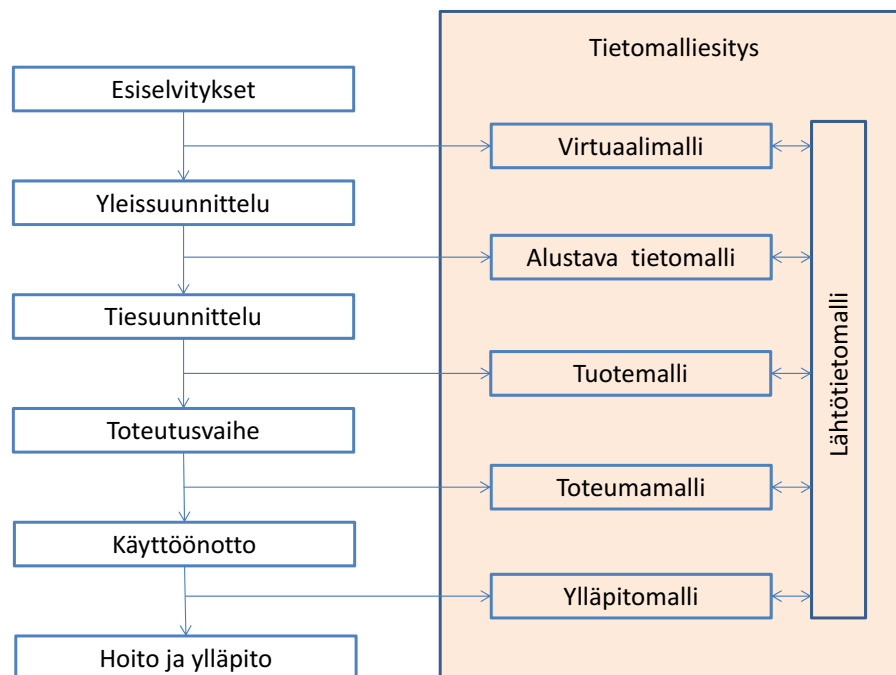 Tietomalliesitys
Esiselvitykset
Virtuaalimalli
Yleissuunnittelu
Alustava tietomalli
Tiesuunnittelu
Tuotemalli
Toteutusvaihe
Toteumamalli
Käyttöönotto
Ylläpitomalli
Hoito ja ylläpito
Lähtötietomalli